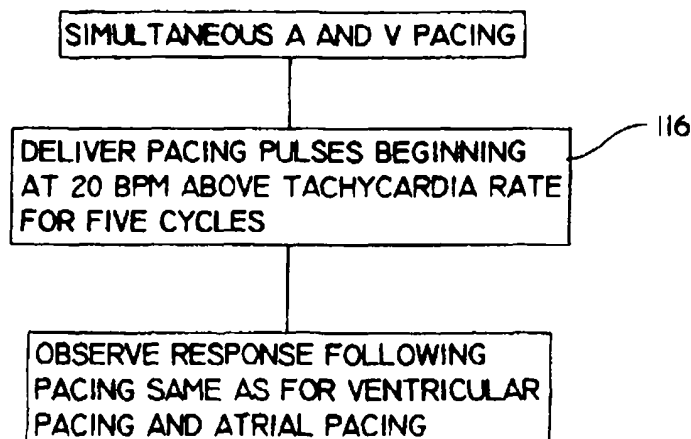 SIMULTANEOUS A AND V PACING
116
DELIVER PACING PULSES BEGINNING
AT 20 BPM ABOVE TACHYCARDIA RATE
FOR FIVE CYCLES
OBSERVE RESPONSE FOLLOWING
PACING SAME AS FOR VENTRICULAR
PACING AND ATRIAL PACING